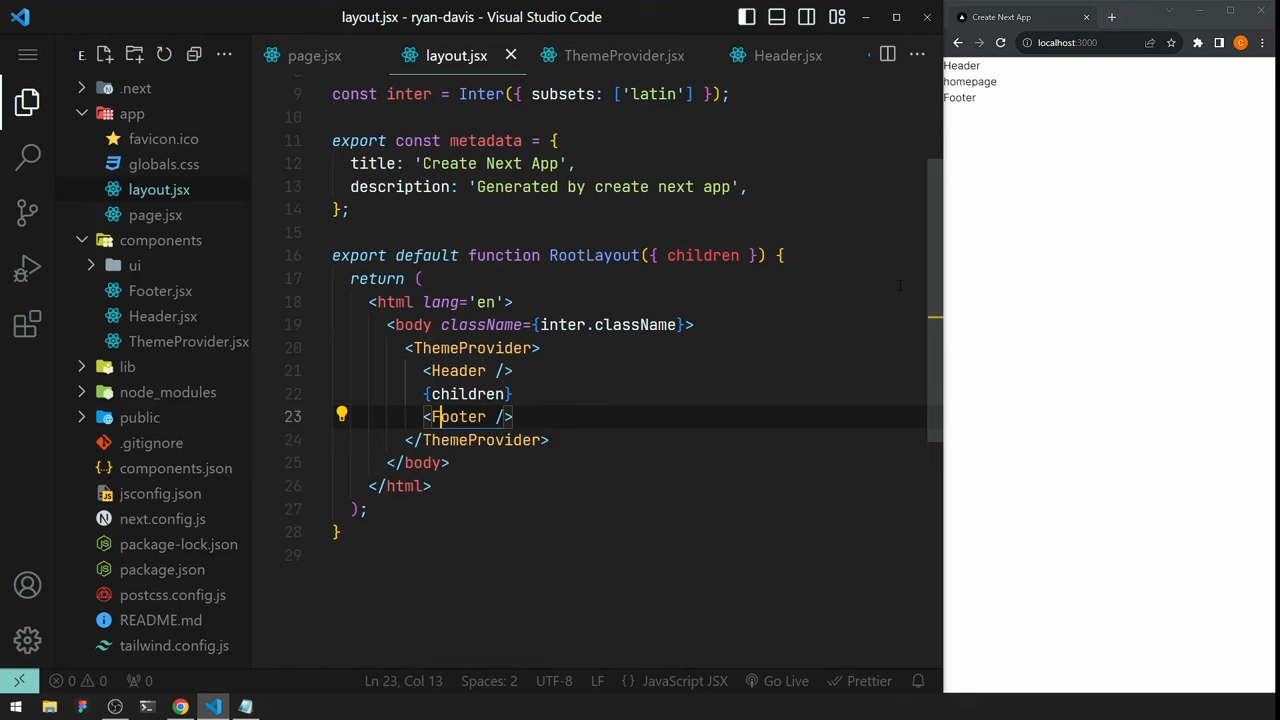 layout.jsx - ryan-davis - Visual Studio Code
Create Next App
E
page.jsx
layout.jsx
ThemeProvider.jsx
Header.jsx
localhost:3000
C
.next
app
favicon.ico
globals.css
layout.jsx
page.jsx
components
ui
Footer.jsx
Header.jsx
ThemeProvider.jsx
lib
node_modules
public
.gitignore
components.json
jsconfig.json
next.config.js
package-lock.json
package.json
postcss.config.js
README.md
tailwind.config.js
9 const inter = Inter({ subsets: ['latin'] });
10
11 export const metadata = {
12 title: 'Create Next App',
13 description: 'Generated by create next app',
14 };
15
16 export default function RootLayout({ children }) {
17 return (
18 <html lang='en'>
19 <body className={inter.className}>
20 <ThemeProvider>
21 <Header />
22 {children}
23 <Footer />
24 </ThemeProvider>
25 </body>
26 </html>
27 );
28 }
29
Header
homepage
Footer
0 0 0 Ln 23, Col 13 Spaces: 2 UTF-8 LF {} JavaScript JSX Go Live Prettier